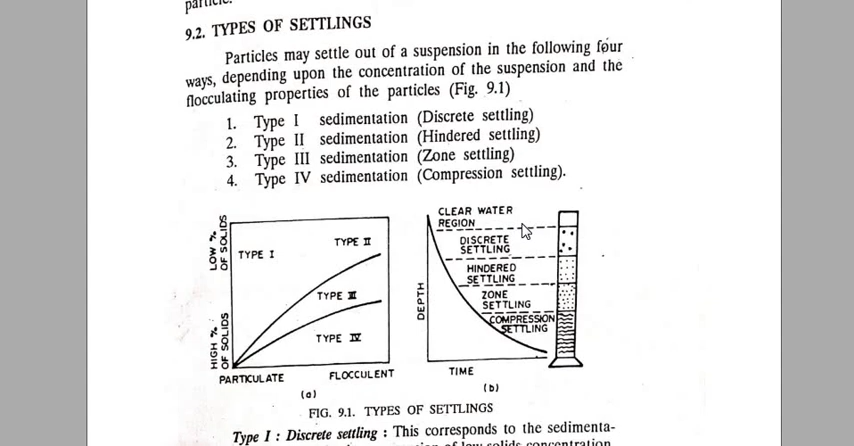 particle.
9.2. TYPES OF SETTLINGS
Particles may settle out of a suspension in the following four
ways, depending upon the concentration of the suspension and the
flocculating properties of the particles (Fig. 9.1)
1. Type I sedimentation (Discrete settling)
2. Type II sedimentation (Hindered settling)
3. Type III sedimentation (Zone settling)
4. Type IV sedimentation (Compression settling).
LOW %
OF SOLIDS
HIGH %
OF SOLIDS
TYPE I
TYPE II
TYPE III
TYPE IV
PARTICULATE
FLOCCULENT
(a)
CLEAR WATER
REGION
DISCRETE
SETTLING
HINDERED
SETTLING
ZONE
SETTLING
COMPRESSION
SETTLING
DEPTH
TIME
(b)
FIG. 9.1. TYPES OF SETTLINGS
Type I : Discrete settling : This corresponds to the sedimenta-
of low solids concentration